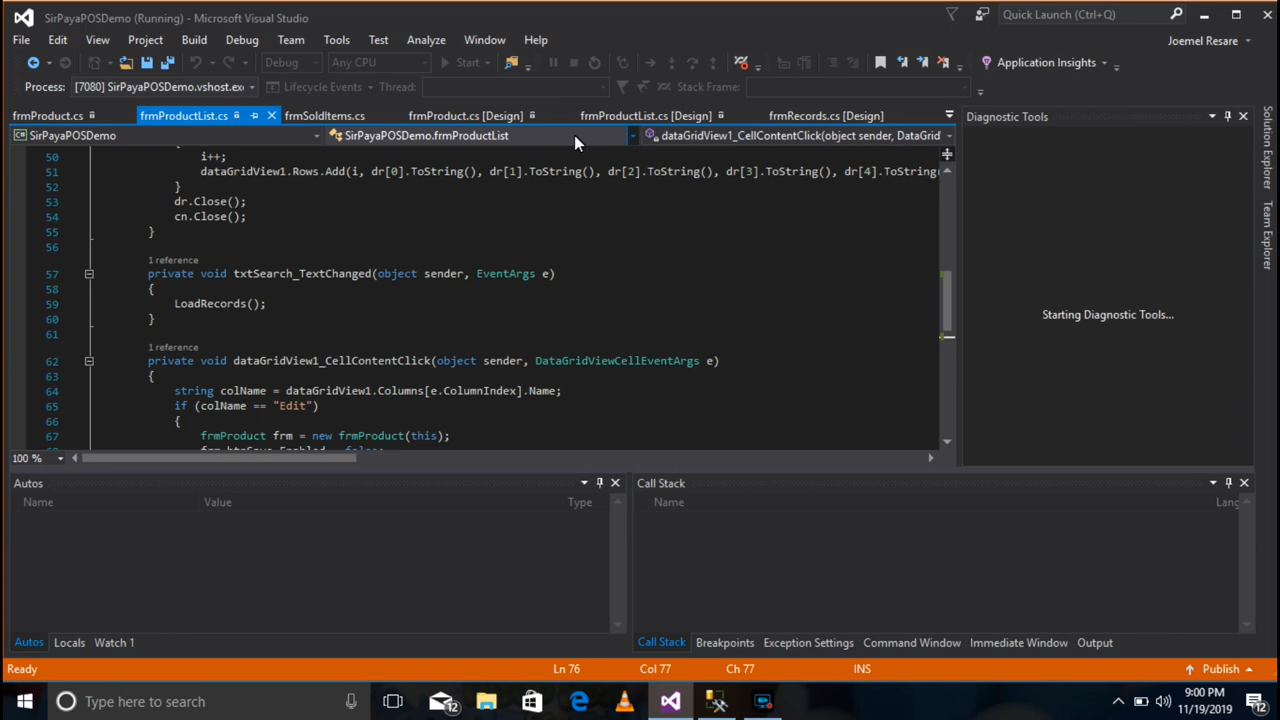 SirPayaPOSDemo (Running) - Microsoft Visual Studio
Quick Launch (Ctrl+Q)
File Edit View Project Build Debug Team Tools Test Analyze Window Help
Joemel Resare
Debug Any CPU Start Application Insights
Process: [7080] SirPayaPOSDemo.vshost.ex Lifecycle Events Thread: Stack Frame:
frmProduct.cs frmProductList.cs frmSoldItems.cs frmProduct.cs [Design] frmProductList.cs [Design] frmRecords.cs [Design]
Diagnostic Tools
SirPayaPOSDemo SirPayaPOSDemo.frmProductList dataGridView1_CellContentClick(object sender, DataGrid
50 {
i++;
51 dataGridView1.Rows.Add(i, dr[0].ToString(), dr[1].ToString(), dr[2].ToString(), dr[3].ToString(), dr[4].ToString
52 }
53 dr.Close();
54 cn.Close();
55 }
56
1 reference
57 private void txtSearch_TextChanged(object sender, EventArgs e)
58 {
59 LoadRecords();
60 }
61
1 reference
62 private void dataGridView1_CellContentClick(object sender, DataGridViewCellEventArgs e)
63 {
64 string colName = dataGridView1.Columns[e.ColumnIndex].Name;
65 if (colName == "Edit")
66 {
67 frmProduct frm = new frmProduct(this);
Starting Diagnostic Tools...
100 %
Autos
Name Value Type
Call Stack
Name Lang
Autos Locals Watch 1
Call Stack Breakpoints Exception Settings Command Window Immediate Window Output
Ready Ln 76 Col 77 Ch 77 INS Publish
Solution Explorer
Team Explorer
Type here to search
12
9:00 PM
11/19/2019
12